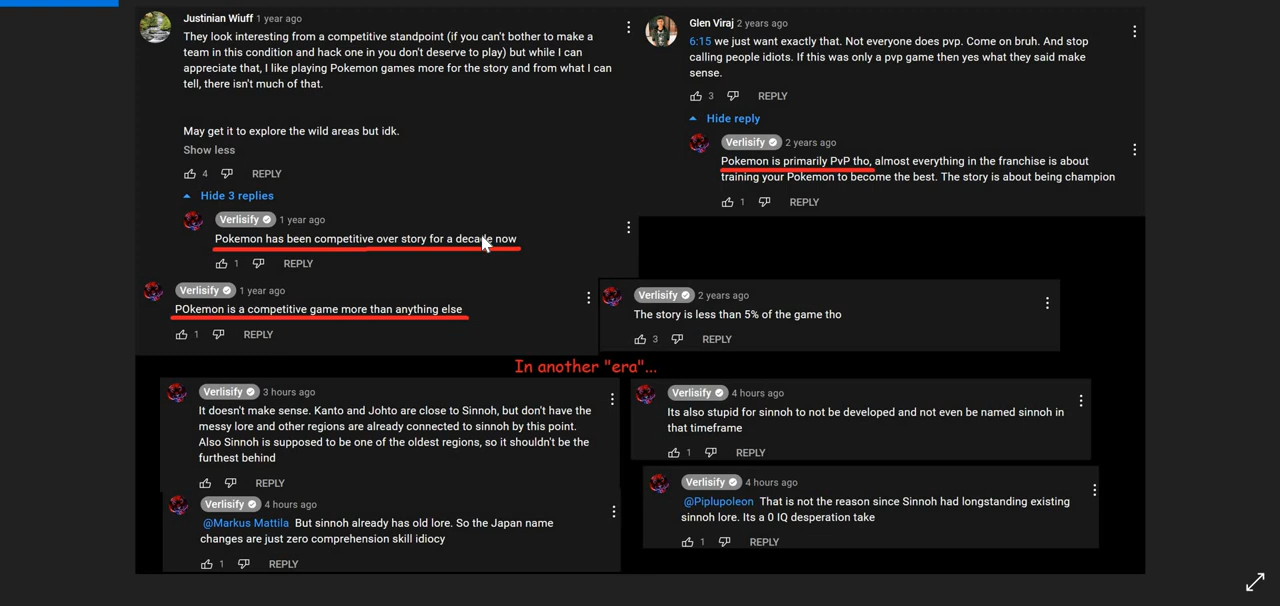 Justinian Wiuff 1 year ago
They look interesting from a competitive standpoint (if you can't bother to make a
team in this condition and hack one in you don't deserve to play) but while I can
appreciate that, I like playing Pokemon games more for the story and from what I can
tell, there isn't much of that.
May get it to explore the wild areas but idk.
Show less
4 REPLY
Hide 3 replies
Verlisify 1 year ago
Pokemon has been competitive over story for a decade now
1 REPLY
Verlisify 1 year ago
POkemon is a competitive game more than anything else
1 REPLY
Glen Viraj 2 years ago
6:15 we just want exactly that. Not everyone does pvp. Come on bruh. And stop
calling people idiots. If this was only a pvp game then yes what they said make
sense.
3 REPLY
Hide reply
Verlisify 2 years ago
Pokemon is primarily PvP tho, almost everything in the franchise is about
training your Pokemon to become the best. The story is about being champion
1 REPLY
Verlisify 2 years ago
The story is less than 5% of the game tho
3 REPLY
In another "era"...
Verlisify 3 hours ago
It doesn't make sense. Kanto and Johto are close to Sinnoh, but don't have the
messy lore and other regions are already connected to sinnoh by this point.
Also Sinnoh is supposed to be one of the oldest regions, so it shouldn't be the
furthest behind
REPLY
Verlisify 4 hours ago
@Markus Mattila But sinnoh already has old lore. So the Japan name
changes are just zero comprehension skill idiocy
1 REPLY
Verlisify 4 hours ago
Its also stupid for sinnoh to not be developed and not even be named sinnoh in
that timeframe
1 REPLY
Verlisify 4 hours ago
@Piplupoleon That is not the reason since Sinnoh had longstanding existing
sinnoh lore. Its a 0 IQ desperation take
1 REPLY